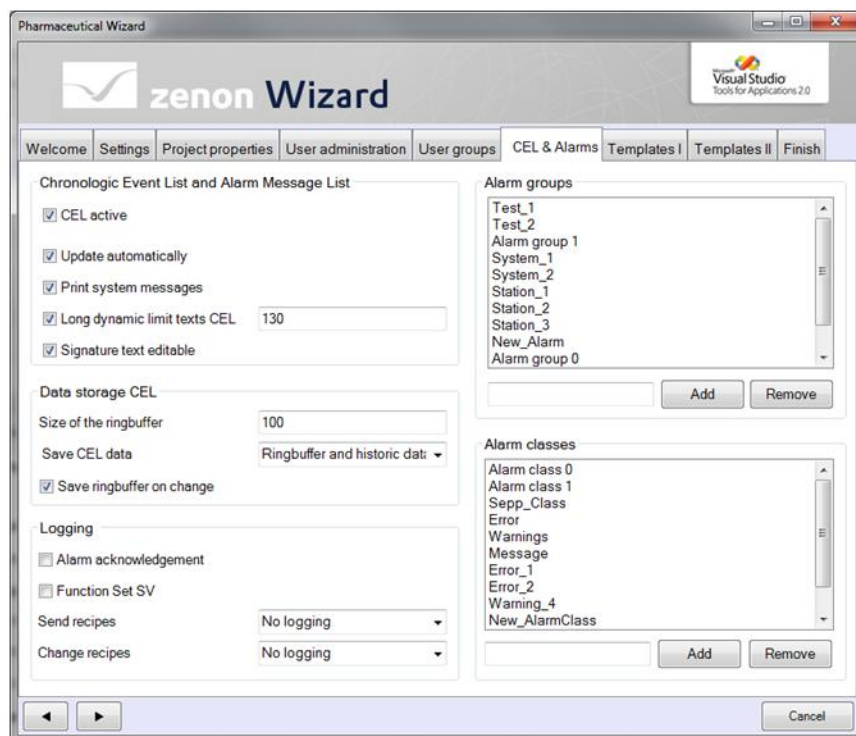 Pharmaceutical Wizard
zenon Wizard
Microsoft
Visual Studio
Tools for Applications 2.0
Welcome Settings Project properties User administration User groups CEL & Alarms Templates I Templates II Finish
Chronologic Event List and Alarm Message List
CEL active
Update automatically
Print system messages
Long dynamic limit texts CEL 130
Signature text editable
Data storage CEL
Size of the ringbuffer 100
Save CEL data Ringbuffer and historic data
Save ringbuffer on change
Logging
Alarm acknowledgement
Function Set SV
Send recipes No logging
Change recipes No logging
Alarm groups
Test_1
Test_2
Alarm group 1
System_1
System_2
Station_1
Station_2
Station_3
New_Alarm
Alarm group 0
Add Remove
Alarm classes
Alarm class 0
Alarm class 1
Sepp_Class
Error
Warnings
Message
Error_1
Error_2
Warning_4
New_AlarmClass
Add Remove
Cancel